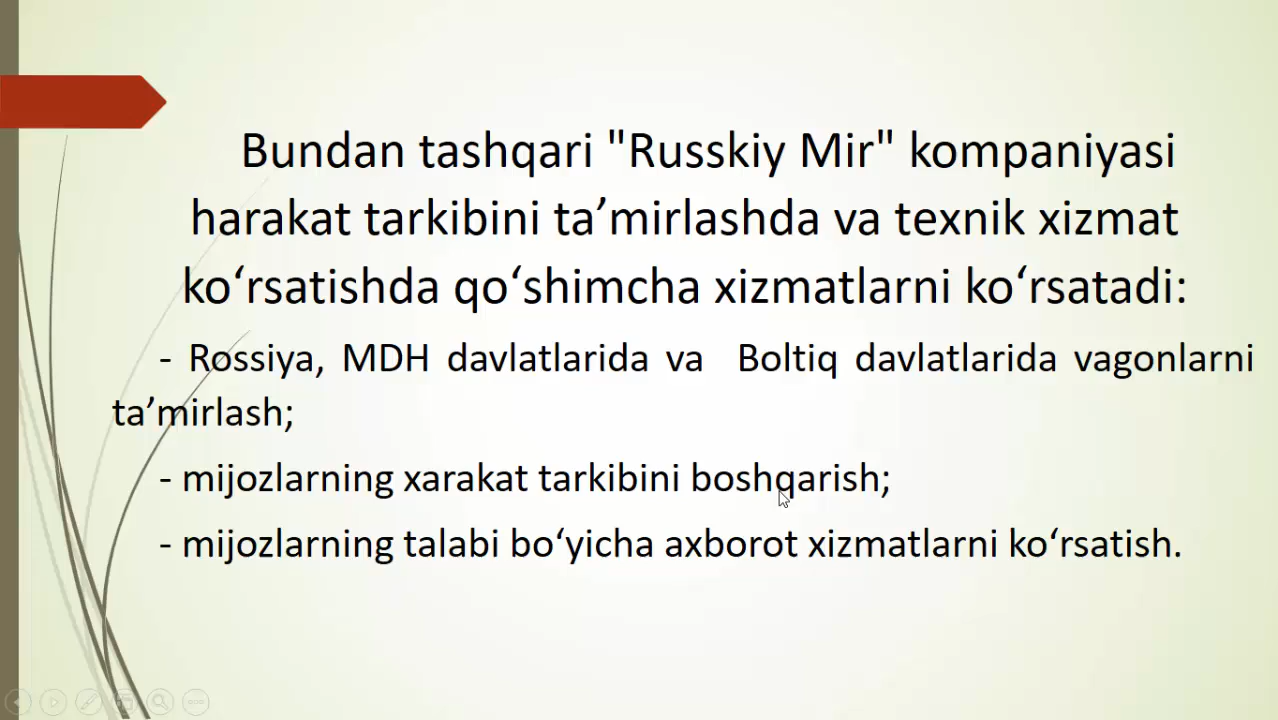 Bundan tashqari "Russkiy Mir" kompaniyasi
harakat tarkibini ta’mirlashda va texnik xizmat
ko‘rsatishda qo‘shimcha xizmatlarni ko‘rsatadi:
- Rossiya, MDH davlatlarida va Boltiq davlatlarida vagonlarni
ta’mirlash;
- mijozlarning xarakat tarkibini boshqarish;
- mijozlarning talabi bo‘yicha axborot xizmatlarni ko‘rsatish.